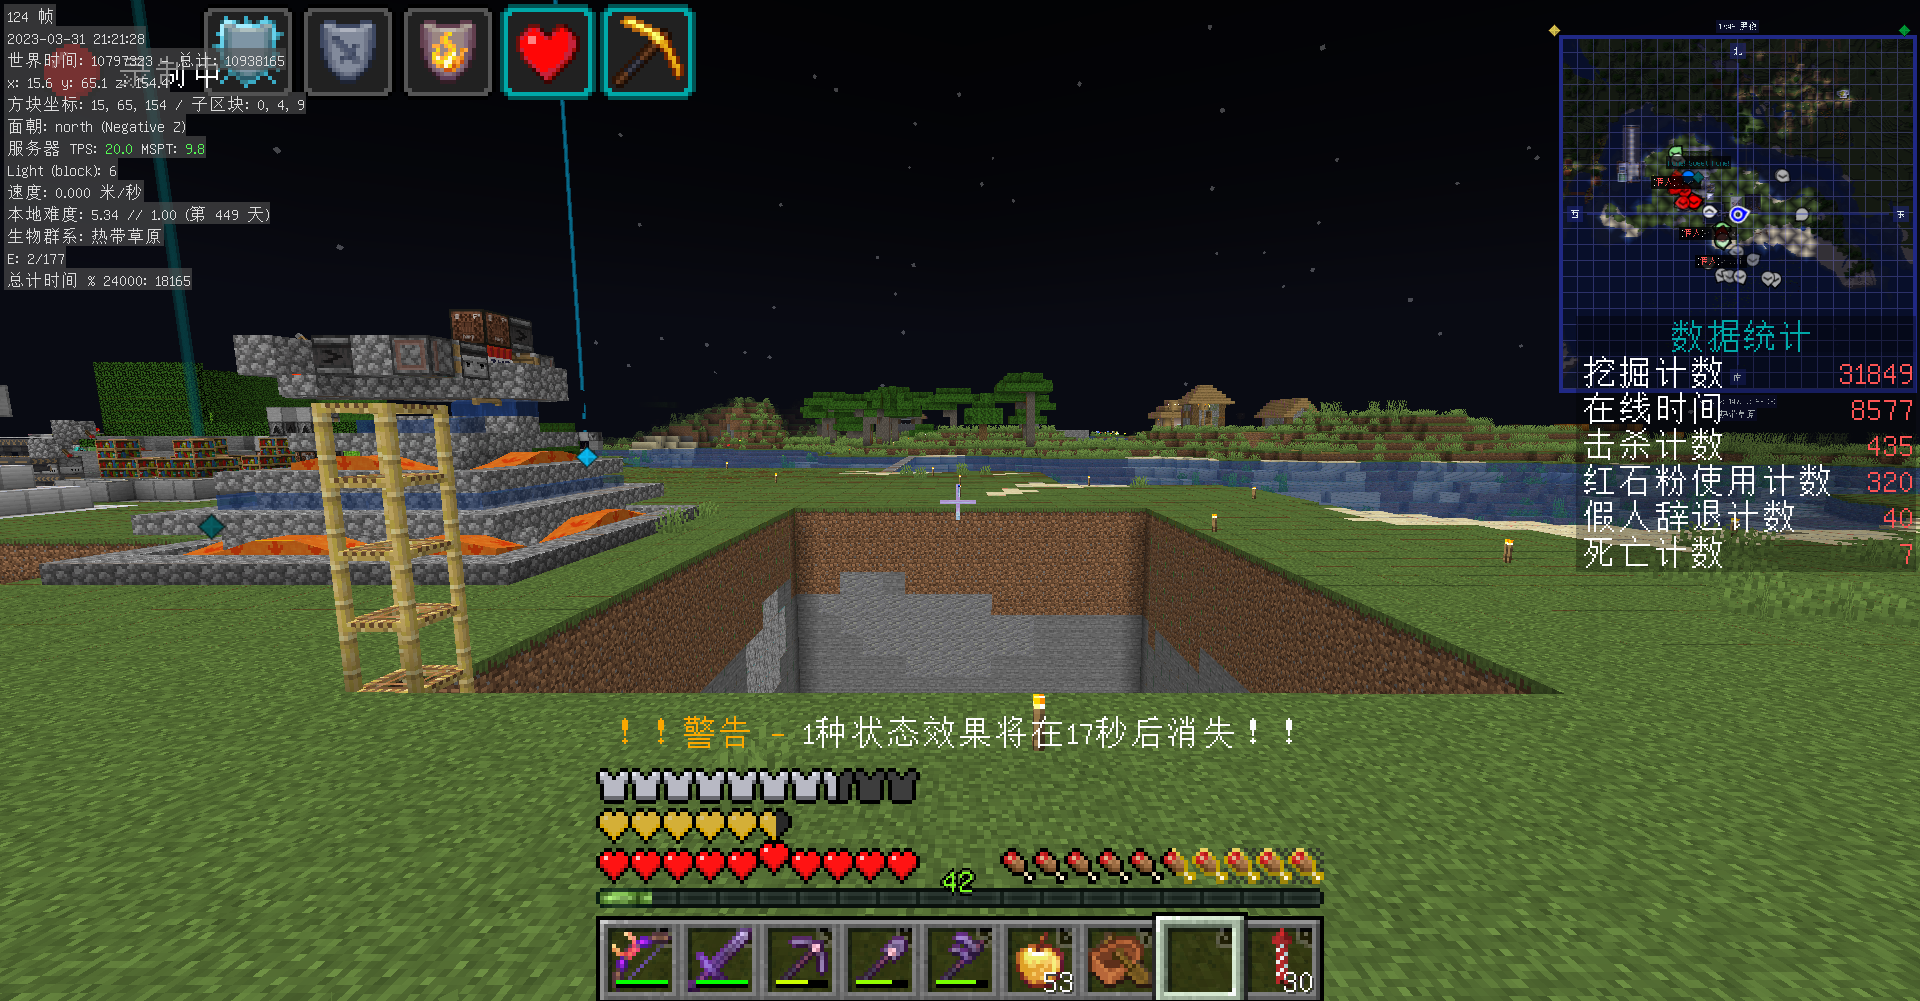 124 帧
2023-03-31 21:21:28
世界时间: 10797323 - 总计: 10938165
录制中
x: 15.6 y: 65.1 z: 154.4
方块坐标: 15, 65, 154 / 子区块: 0, 4, 9
面朝: north (Negative Z)
服务器 TPS: 20.0 MSPT: 9.8
Light (block): 6
速度: 0.000 米/秒
本地难度: 5.34 // 1.00 (第 449 天)
生物群系: 热带草原
E: 2/177
总计时间 % 24000: 18165
北
西
东
南
数据统计
挖掘计数 31849
在线时间 8577
击杀计数 435
红石粉使用计数 320
假人辞退计数 40
死亡计数 7
！！警告 - 1种状态效果将在17秒后消失！！
42
53
30